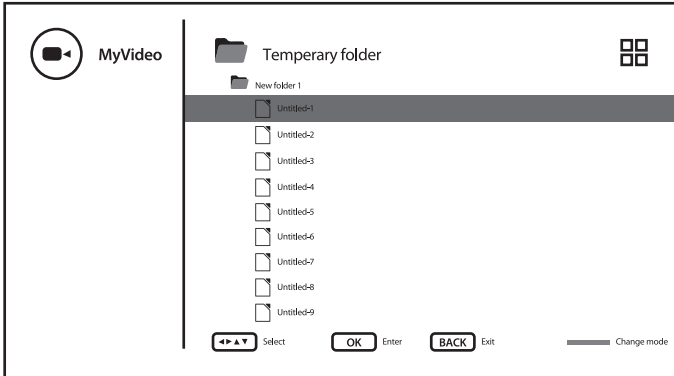 MyVideo
Temperary folder
New folder 1
Untitled-1
Untitled-2
Untitled-3
Untitled-4
Untitled-5
Untitled-6
Untitled-7
Untitled-8
Untitled-9
◄►▲▼ Select OK Enter BACK Exit Change mode